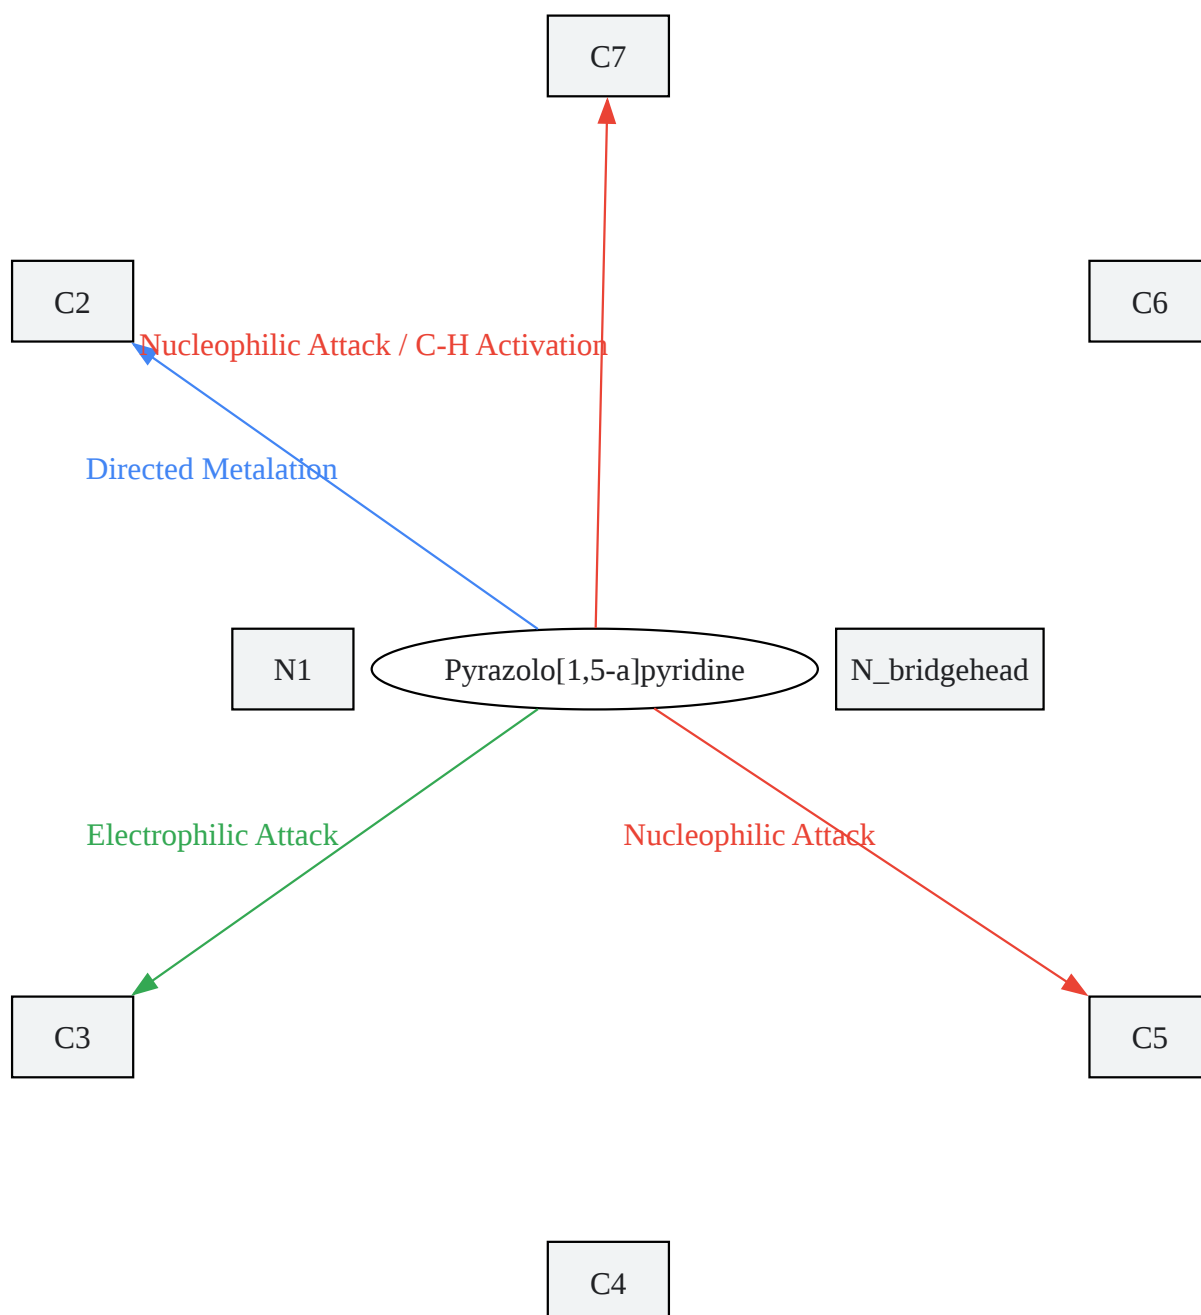 C7
C2
C6
Nucleophilic Attack / C-H Activation
Directed Metalation
N1
Pyrazolo[1,5-a]pyridine
N_bridgehead
Electrophilic Attack
Nucleophilic Attack
C3
C5
C4